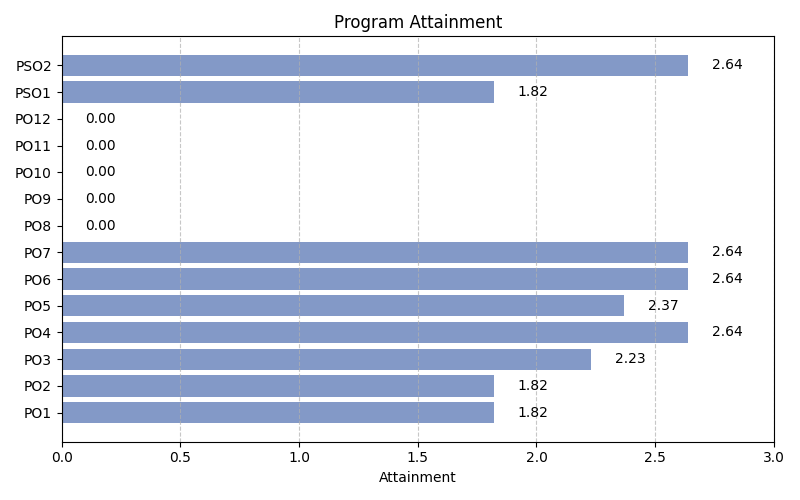 Program Attainment
PSO2 2.64
PSO1 1.82
PO12 0.00
PO11 0.00
PO10 0.00
PO9 0.00
PO8 0.00
PO7 2.64
PO6 2.64
PO5 2.37
PO4 2.64
PO3 2.23
PO2 1.82
PO1 1.82
0.0 0.5 1.0 1.5 2.0 2.5 3.0
Attainment